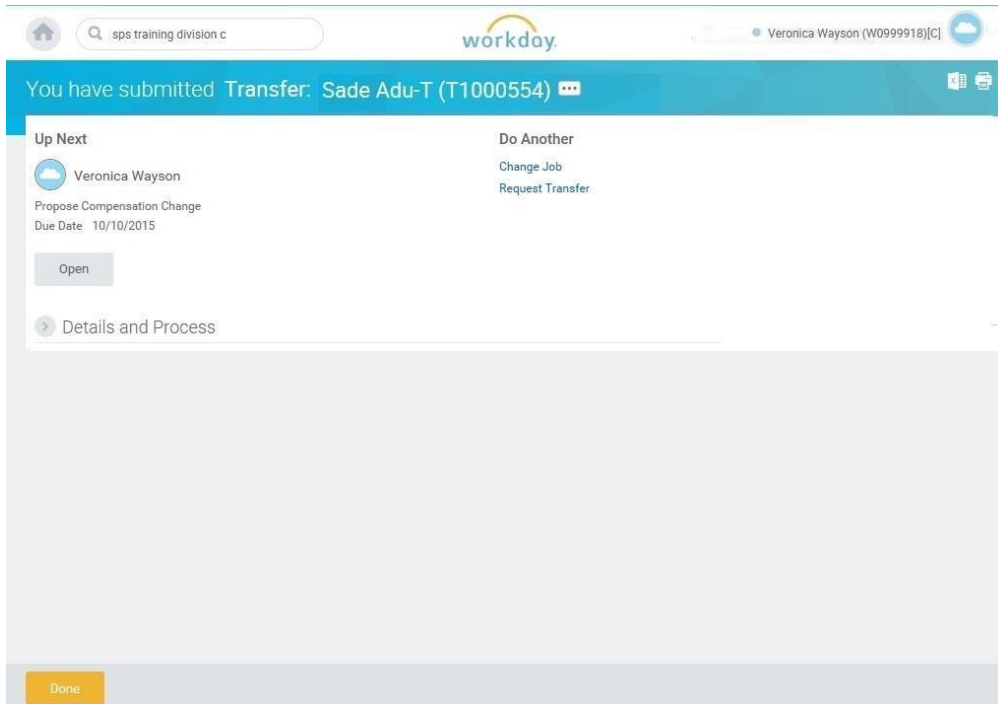 sps training division c
workday.
Veronica Wayson (W0999918)[C]
You have submitted Transfer: Sade Adu-T (T1000554)
Up Next
Veronica Wayson
Propose Compensation Change
Due Date 10/10/2015
Open
Do Another
Change Job
Request Transfer
Details and Process
Done